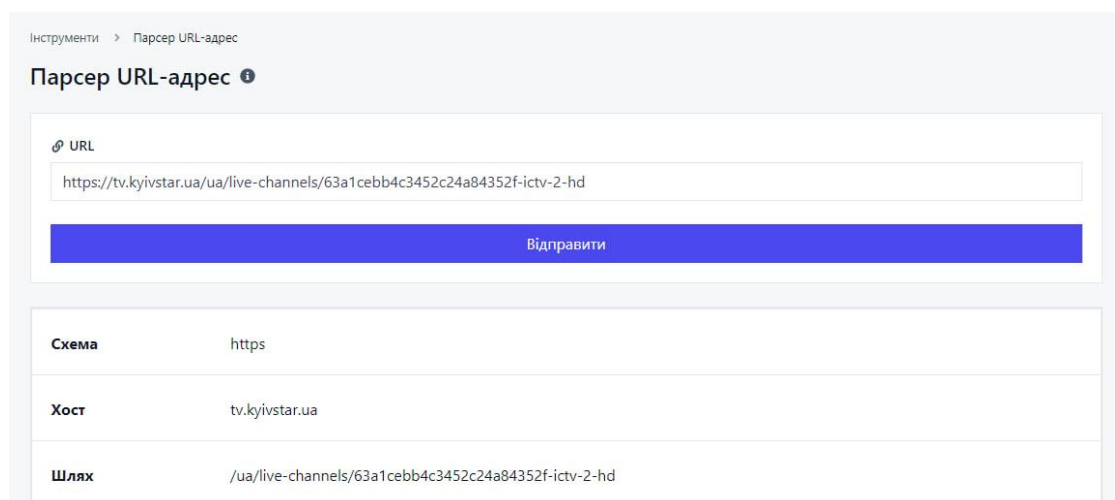 Інструменти > Парсер URL-адрес
Парсер URL-адрес
URL
https://tv.kyivstar.ua/ua/live-channels/63a1cebb4c3452c24a84352f-ictv-2-hd
Відправити
Схема https
Хост tv.kyivstar.ua
Шлях /ua/live-channels/63a1cebb4c3452c24a84352f-ictv-2-hd